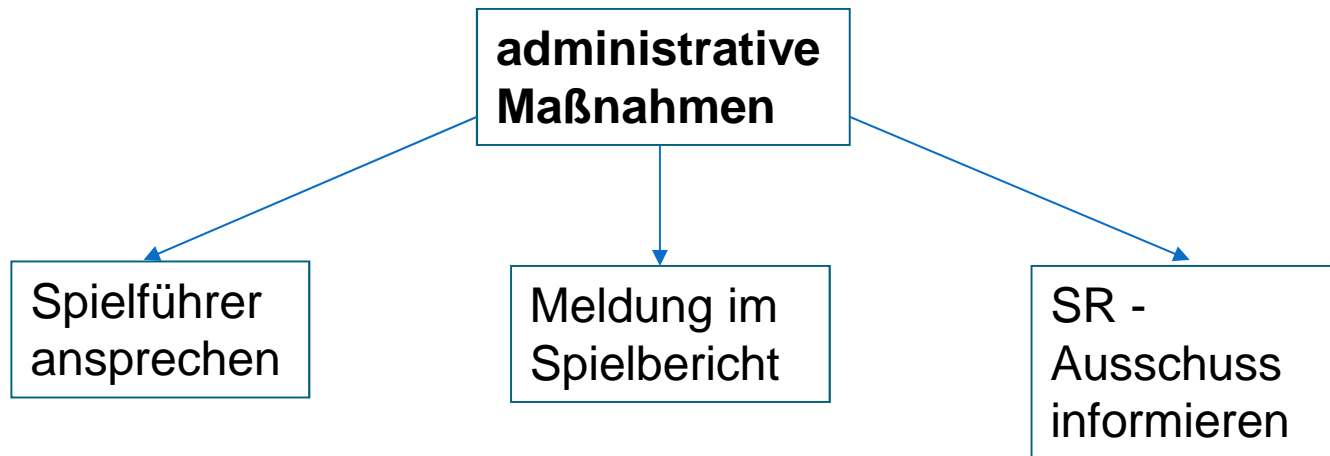 administrative
Maßnahmen
Spielführer
ansprechen
Meldung im
Spielbericht
SR -
Ausschuss
informieren